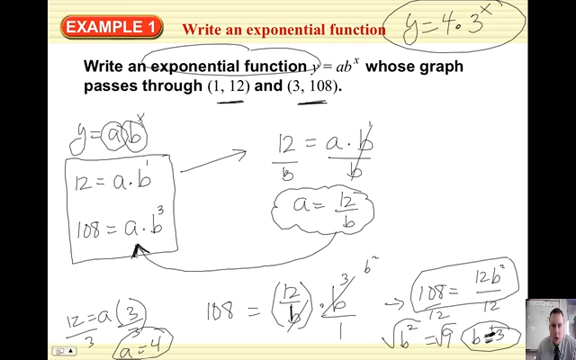 EXAMPLE 1
Write an exponential function
y = 4·3^x
Write an exponential function y = ab^x whose graph
passes through (1, 12) and (3, 108).
y = ab^x
12 = a·b^1
108 = a·b^3
12/b = a·b^1/b
a = 12/b
12/3 = a(3)/3
a = 4
108 = (12/b)·b^3/1
b^2
→ 108/12 = 12b^2/12
√b^2 = √9
b = 3